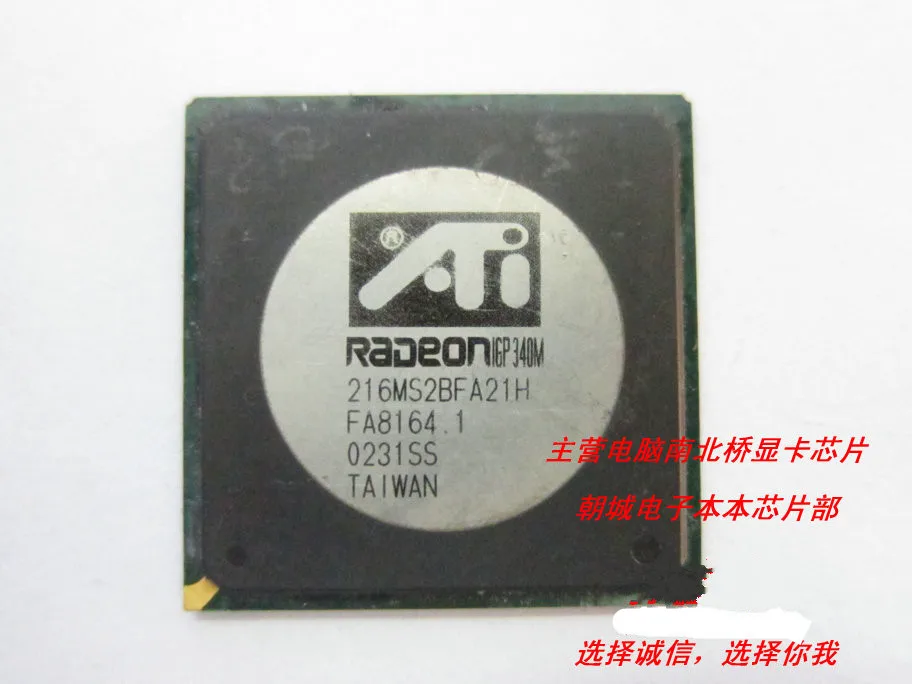 ® ATi
RADEON IGP 340M
216MS2BFA21H
FA8164.1
0231SS
TAIWAN
主营电脑南北桥显卡芯片
朝城电子本本芯片部
选择诚信，选择你我